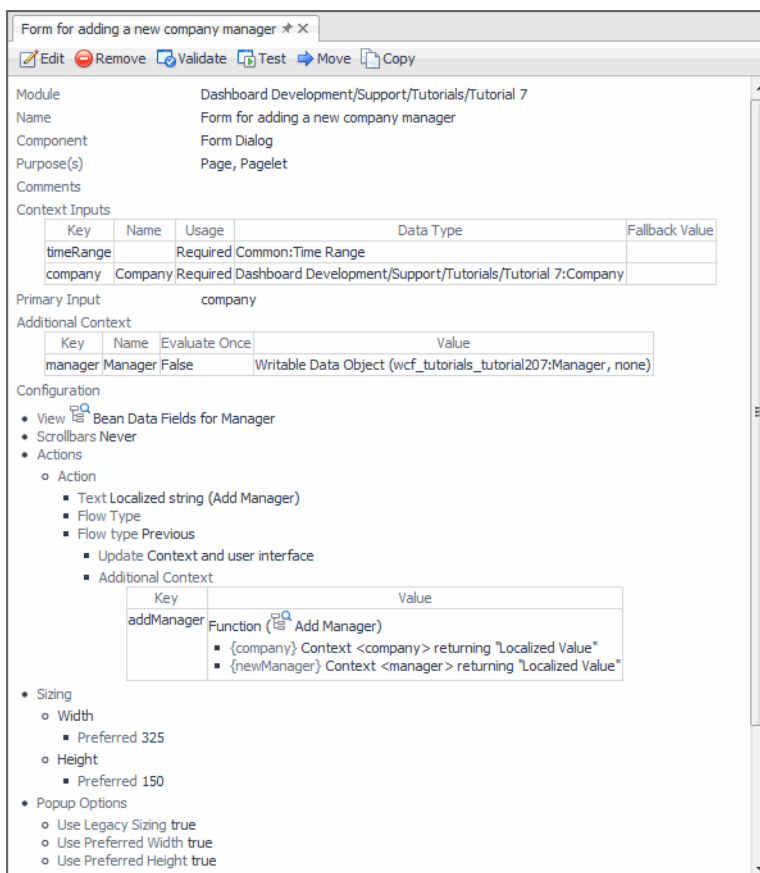 Form for adding a new company manager
Edit Remove Validate Test Move Copy
Module Dashboard Development/Support/Tutorials/Tutorial 7
Name Form for adding a new company manager
Component Form Dialog
Purpose(s) Page, Pagelet
Comments
Context Inputs
Key Name Usage Data Type Fallback Value
timeRange Required Common:Time Range
company Company Required Dashboard Development/Support/Tutorials/Tutorial 7:Company
Primary Input company
Additional Context
Key Name Evaluate Once Value
manager Manager False Writable Data Object (wcf_tutorials_tutorial207:Manager, none)
Configuration
View Bean Data Fields for Manager
Scrollbars Never
Actions
Action
Text Localized string (Add Manager)
Flow Type
Flow type Previous
Update Context and user interface
Additional Context
Key Value
addManager Function ( Add Manager)
{company} Context <company> returning "Localized Value"
{newManager} Context <manager> returning "Localized Value"
Sizing
Width
Preferred 325
Height
Preferred 150
Popup Options
Use Legacy Sizing true
Use Preferred Width true
Use Preferred Height true